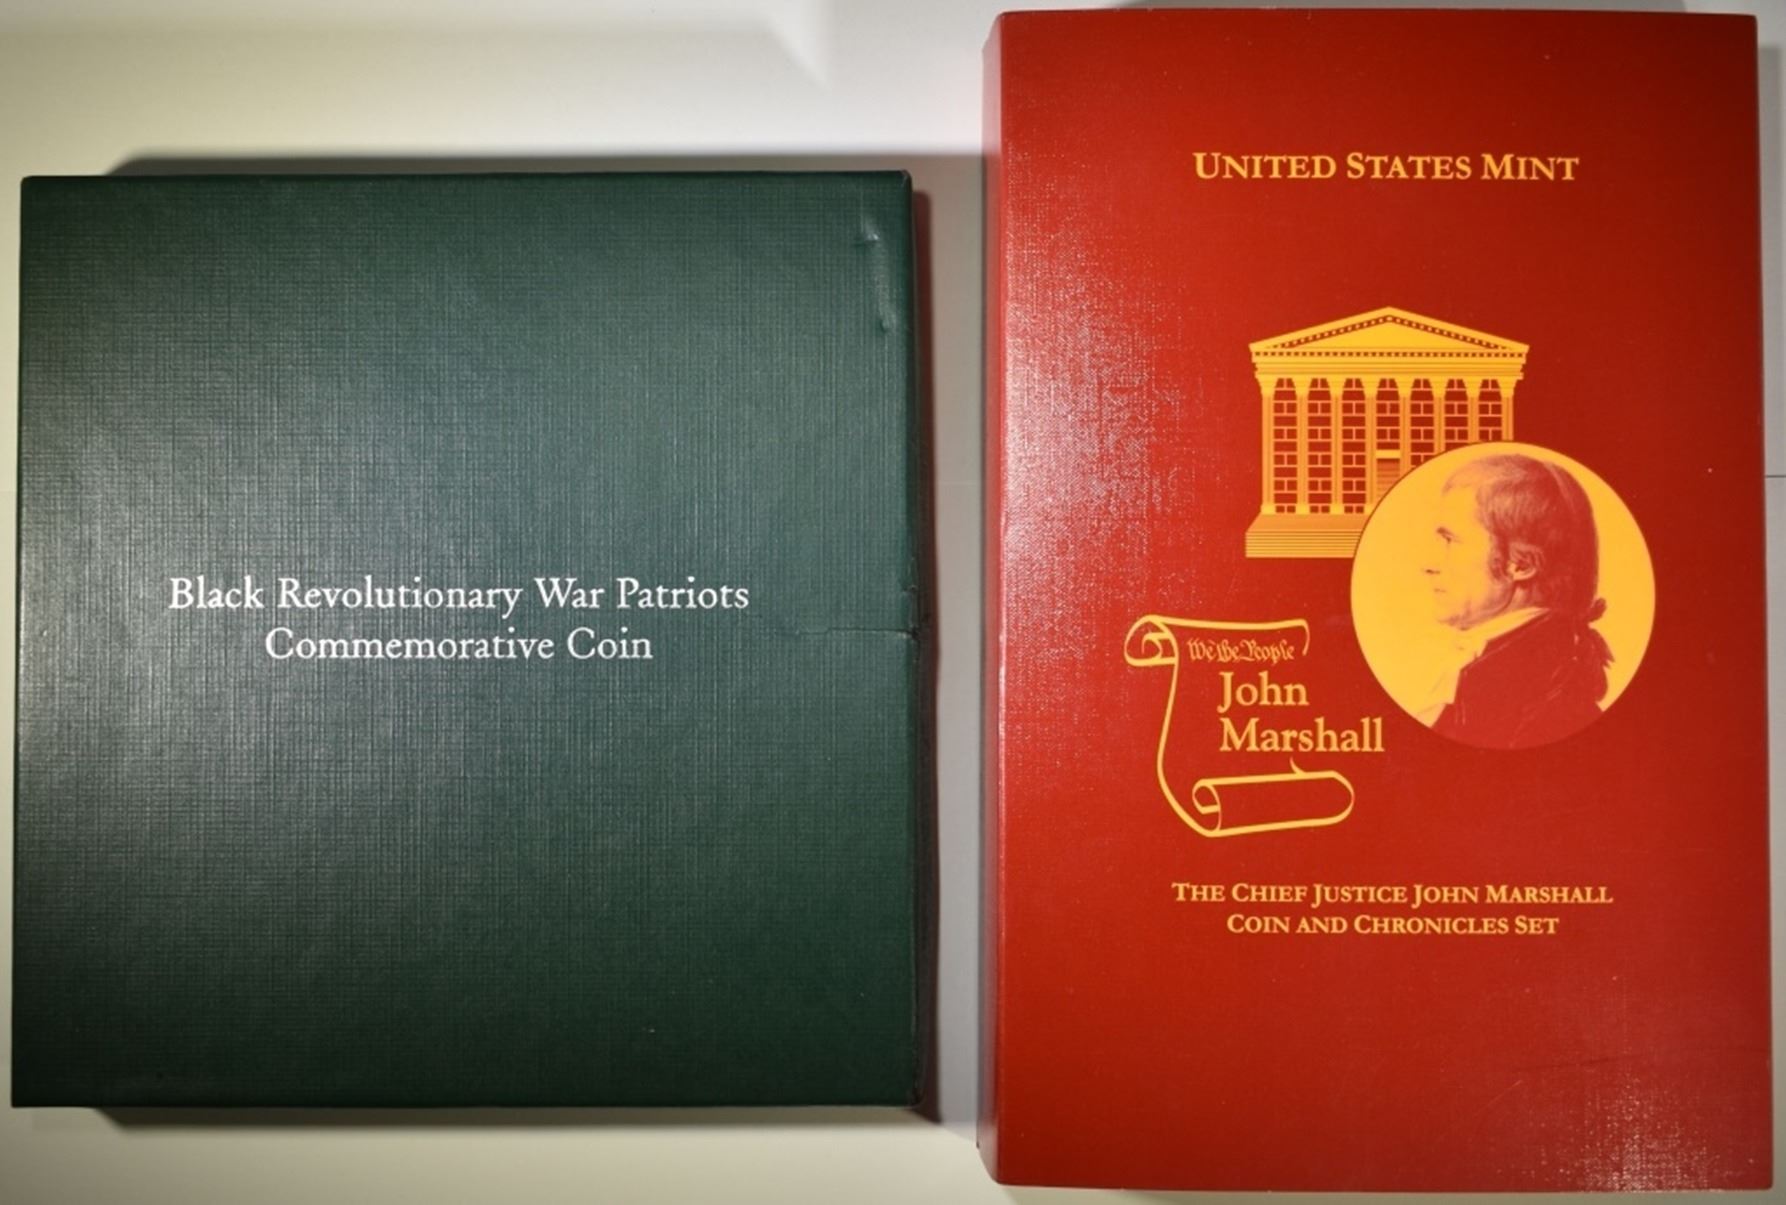 Black Revolutionary War Patriots
Commemorative Coin
UNITED STATES MINT
We the People
John
Marshall
THE CHIEF JUSTICE JOHN MARSHALL
COIN AND CHRONICLES SET